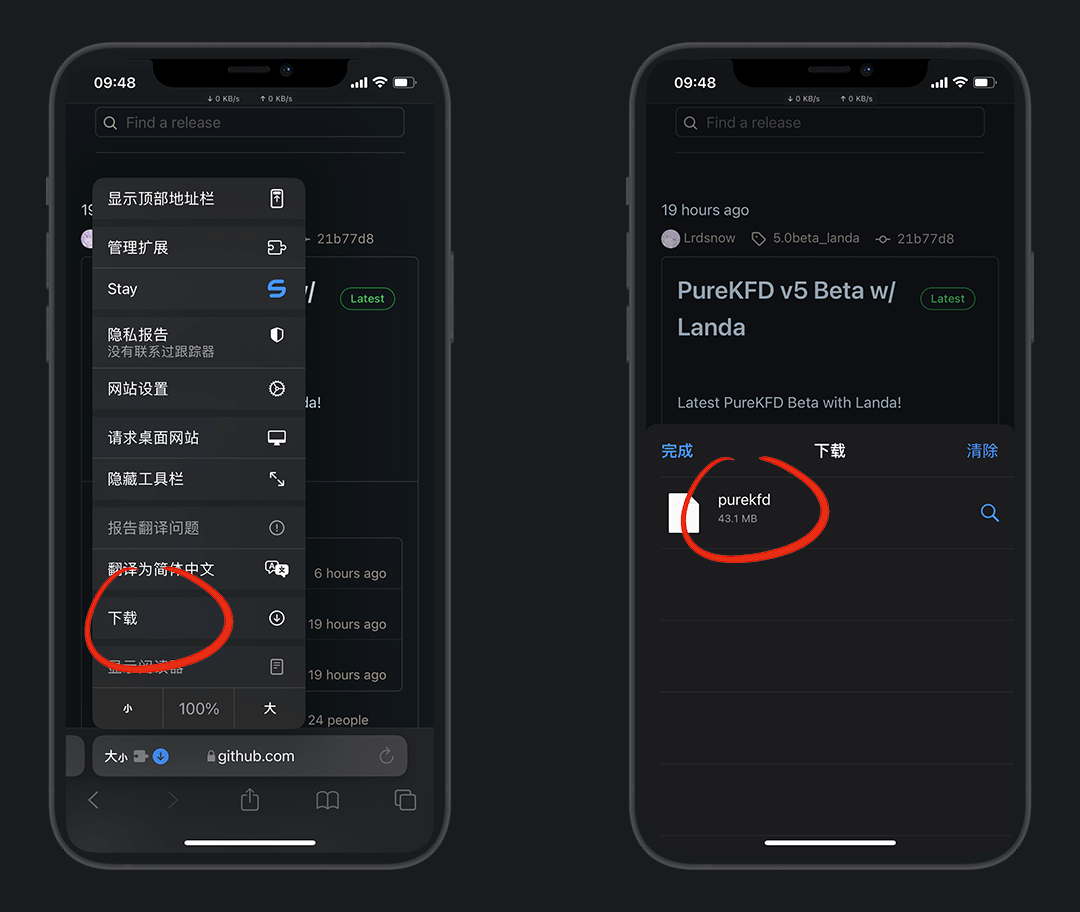 09:48
↓ 0 KB/s ↑ 0 KB/s
Find a release
显示顶部地址栏
管理扩展
21b77d8
Stay
w/
Latest
隐私报告
没有联系过跟踪器
网站设置
da!
请求桌面网站
隐藏工具栏
报告翻译问题
翻译为简体中文
6 hours ago
下载
19 hours ago
显示阅读器
19 hours ago
小 100% 大
24 people
大小 github.com
09:48
↓ 0 KB/s ↑ 0 KB/s
Find a release
19 hours ago
Lrdsnow 5.0beta_landa 21b77d8
PureKFD v5 Beta w/
Landa
Latest
Latest PureKFD Beta with Landa!
完成 下载 清除
purekfd
43.1 MB